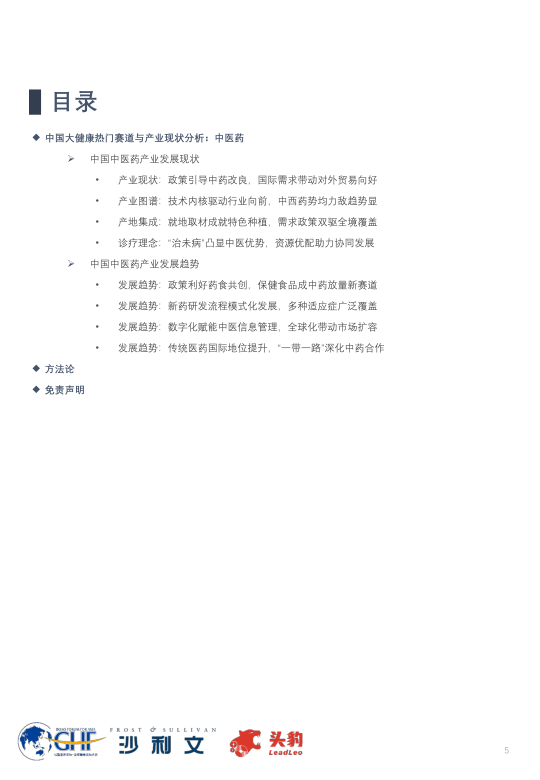 目录
中国大健康热门赛道与产业现状分析：中医药
中国中医药产业发展现状
产业现状：政策引导中药改良，国际需求带动对外贸易向好
产业图谱：技术内核驱动行业向前，中西药势均力敌趋势显
产地集成：就地取材成就特色种植，需求政策双驱全境覆盖
诊疗理念：“治未病”凸显中医优势，资源优配助力协同发展
中国中医药产业发展趋势
发展趋势：政策利好药食共创，保健食品成中药放量新赛道
发展趋势：新药研发流程模式化发展，多种适应症广泛覆盖
发展趋势：数字化赋能中医信息管理，全球化带动市场扩容
发展趋势：传统医药国际地位提升，“一带一路”深化中药合作
方法论
免责声明
GHF
FROST & SULLIVAN
沙利文
头豹
LeadLeo
5